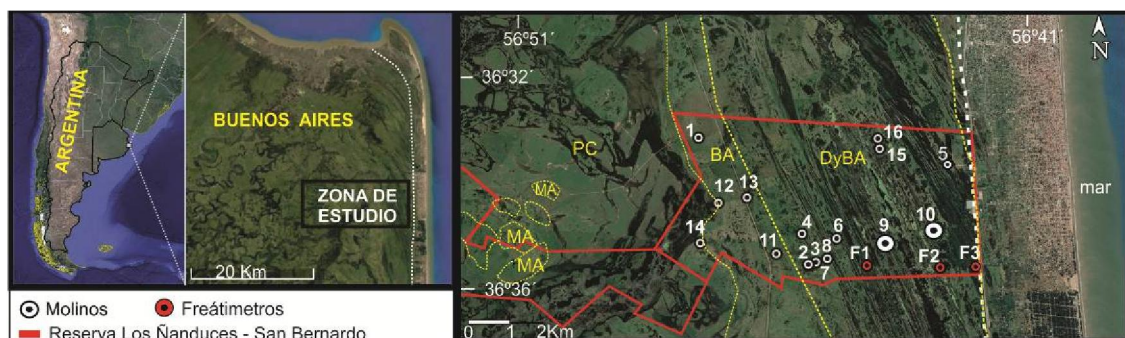 ARGENTINA
BUENOS AIRES
ZONA DE
ESTUDIO
20 Km
Molinos
Freátimetros
Reserva Los Ñanduces - San Bernardo
56º51´
56º41´
N
36º32´
16
1
15
5
PC
BA
DyBA
MA
12
13
mar
14
4
6
9
10
MA
11
2
3
8
F1
F2
F3
MA
7
36º36´
0
1
2Km